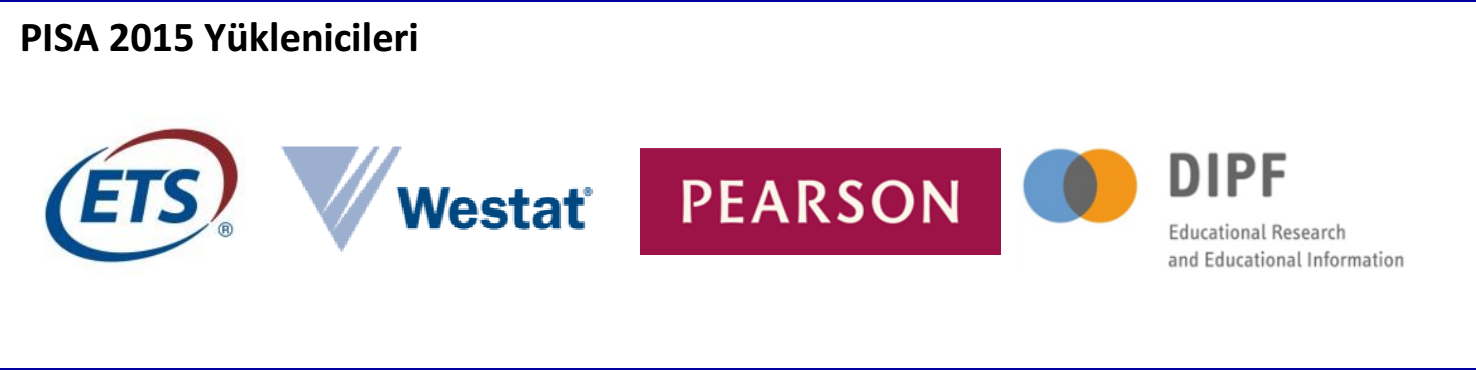 PISA 2015 Yüklenicileri
ETS®
Westat®
PEARSON
DIPF
Educational Research
and Educational Information